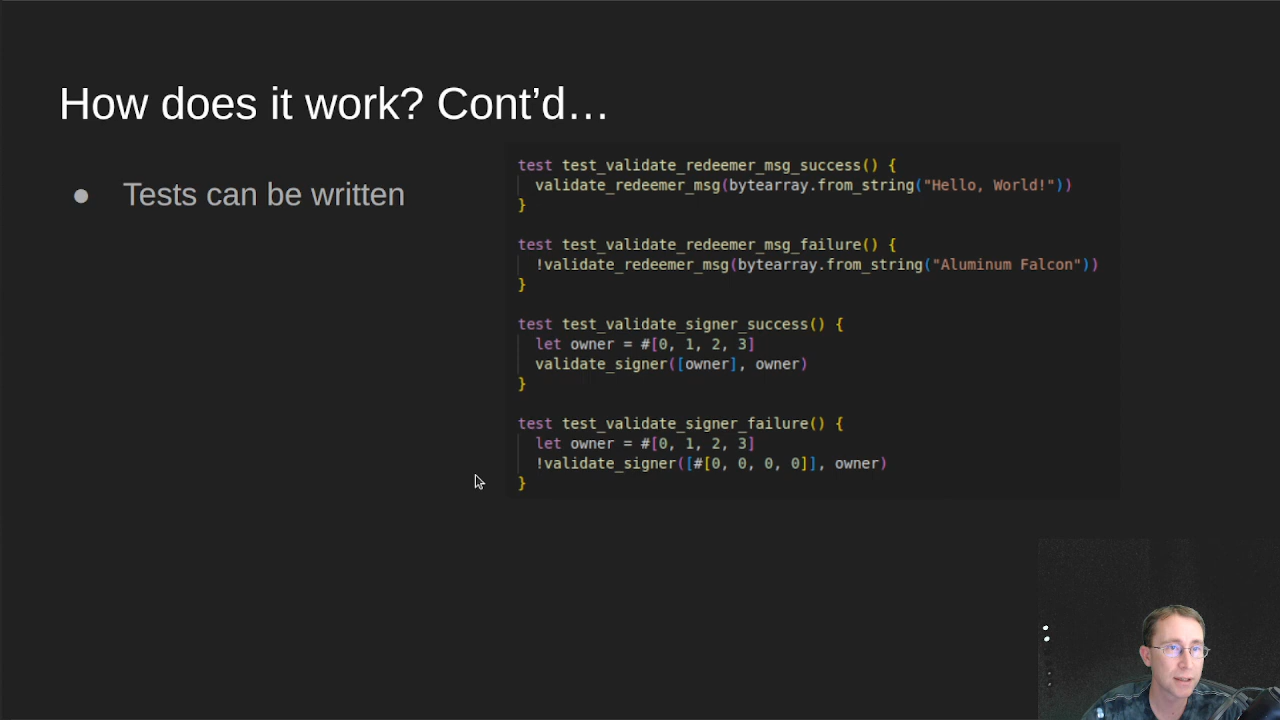 How does it work? Cont’d…
● Tests can be written
test test_validate_redeemer_msg_success() {
validate_redeemer_msg(bytearray.from_string("Hello, World!"))
}
test test_validate_redeemer_msg_failure() {
!validate_redeemer_msg(bytearray.from_string("Aluminum Falcon"))
}
test test_validate_signer_success() {
let owner = #[0, 1, 2, 3]
validate_signer([owner], owner)
}
test test_validate_signer_failure() {
let owner = #[0, 1, 2, 3]
!validate_signer([#[0, 0, 0, 0]], owner)
}